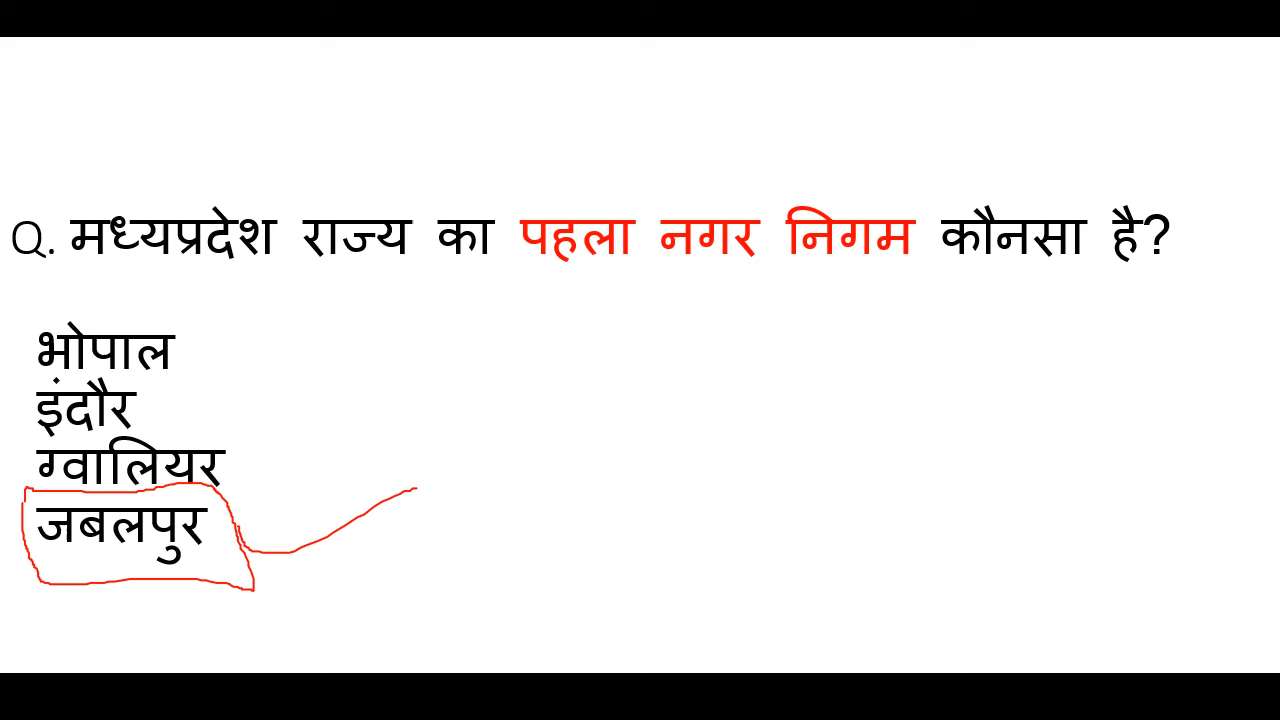 Q. मध्यप्रदेश राज्य का पहला नगर निगम कौनसा है?
भोपाल
इंदौर
ग्वालियर
जबलपुर